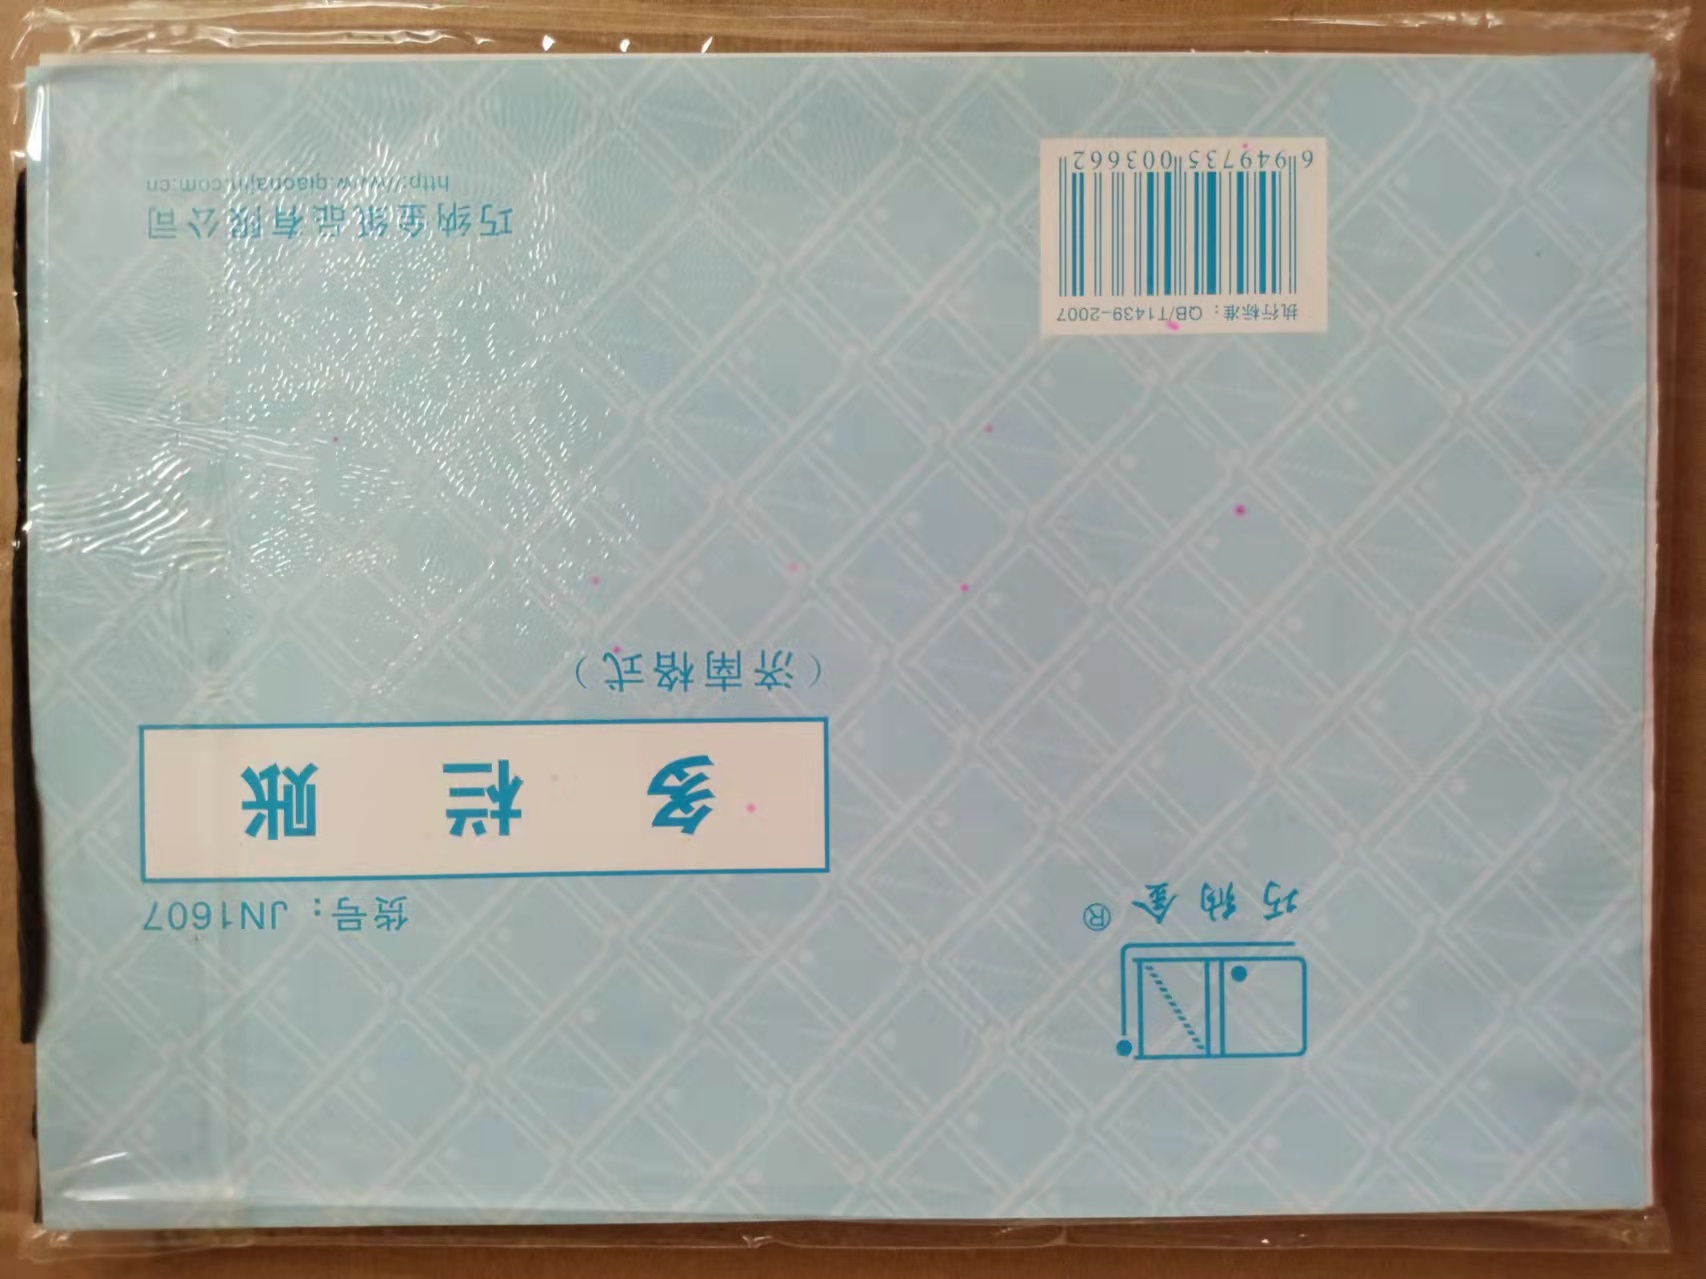 巧纳金®
货号：JN1607
多栏账
（济南格式）
执行标准：QB/T1439-2007
6 949735 003662
巧纳金纸品有限公司
http://www.qiaonajin.com.cn